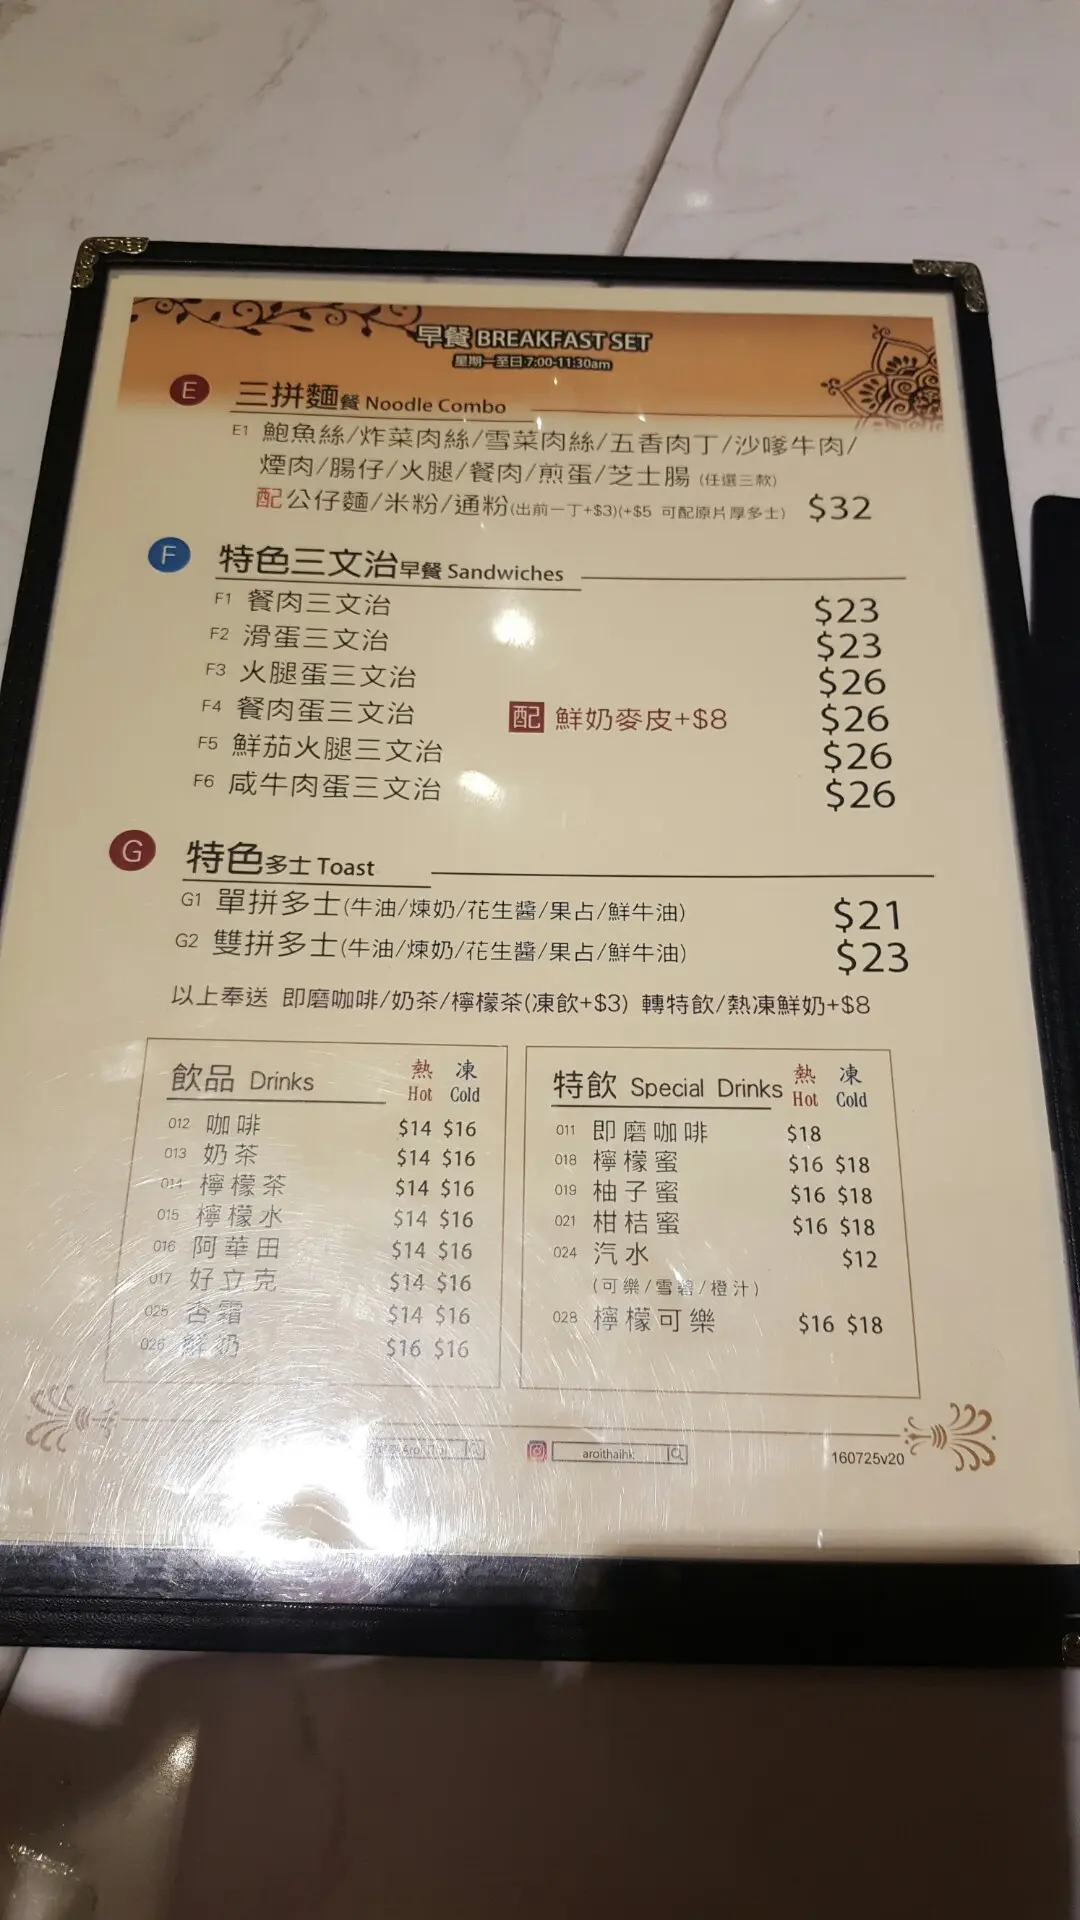 早餐 BREAKFAST SET
星期一至日 7:00-11:30am
E 三拼麵餐 Noodle Combo
E1 鮑魚絲/炸菜肉絲/雪菜肉絲/五香肉丁/沙嗲牛肉/
煙肉/腸仔/火腿/餐肉/煎蛋/芝士腸 (任選三款)
配 公仔麵/米粉/通粉(出前一丁+$3)(+$5 可配原片厚多士) $32
F 特色三文治早餐 Sandwiches
F1 餐肉三文治 $23
F2 滑蛋三文治 $23
F3 火腿蛋三文治 $26
F4 餐肉蛋三文治 配 鮮奶麥皮+$8 $26
F5 鮮茄火腿三文治 $26
F6 咸牛肉蛋三文治 $26
G 特色多士 Toast
G1 單拼多士(牛油/煉奶/花生醬/果占/鮮牛油) $21
G2 雙拼多士(牛油/煉奶/花生醬/果占/鮮牛油) $23
以上奉送 即磨咖啡/奶茶/檸檬茶(凍飲+$3) 轉特飲/熱凍鮮奶+$8
飲品 Drinks 熱 Hot 凍 Cold
012 咖啡 $14 $16
013 奶茶 $14 $16
014 檸檬茶 $14 $16
015 檸檬水 $14 $16
016 阿華田 $14 $16
017 好立克 $14 $16
025 杏霜 $14 $16
026 鮮奶 $16 $16
特飲 Special Drinks 熱 Hot 凍 Cold
011 即磨咖啡 $18
018 檸檬蜜 $16 $18
019 柚子蜜 $16 $18
021 柑桔蜜 $16 $18
024 汽水 $12
(可樂/雪碧/橙汁)
028 檸檬可樂 $16 $18
aroithaihk
160725v20